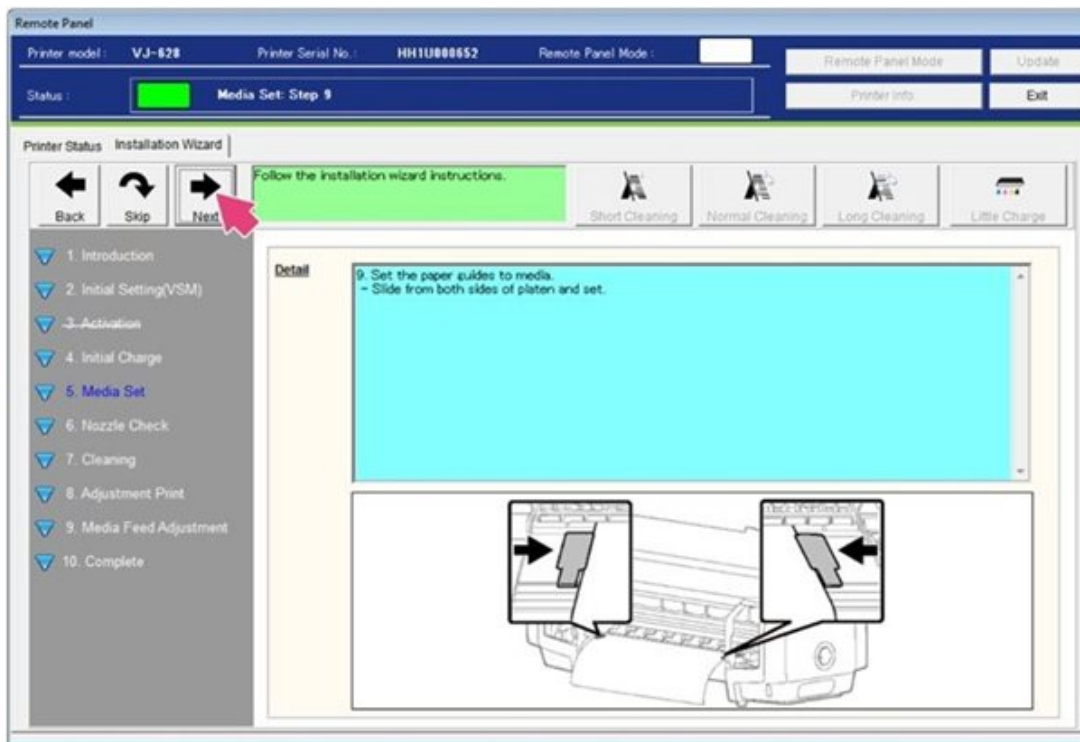 Remote Panel
Printer model : VJ-628 Printer Serial No. : HH1U000652 Remote Panel Mode :
Remote Panel Mode Update
Status : Media Set: Step 9
Printer Info. Exit
Printer Status Installation Wizard
Back Skip Next
Follow the installation wizard instructions.
Short Cleaning Normal Cleaning Long Cleaning Little Charge
1. Introduction
2. Initial Setting(VSM)
3. Activation
4. Initial Charge
5. Media Set
6. Nozzle Check
7. Cleaning
8. Adjustment Print
9. Media Feed Adjustment
10. Complete
Detail
9. Set the paper guides to media.
- Slide from both sides of platen and set.